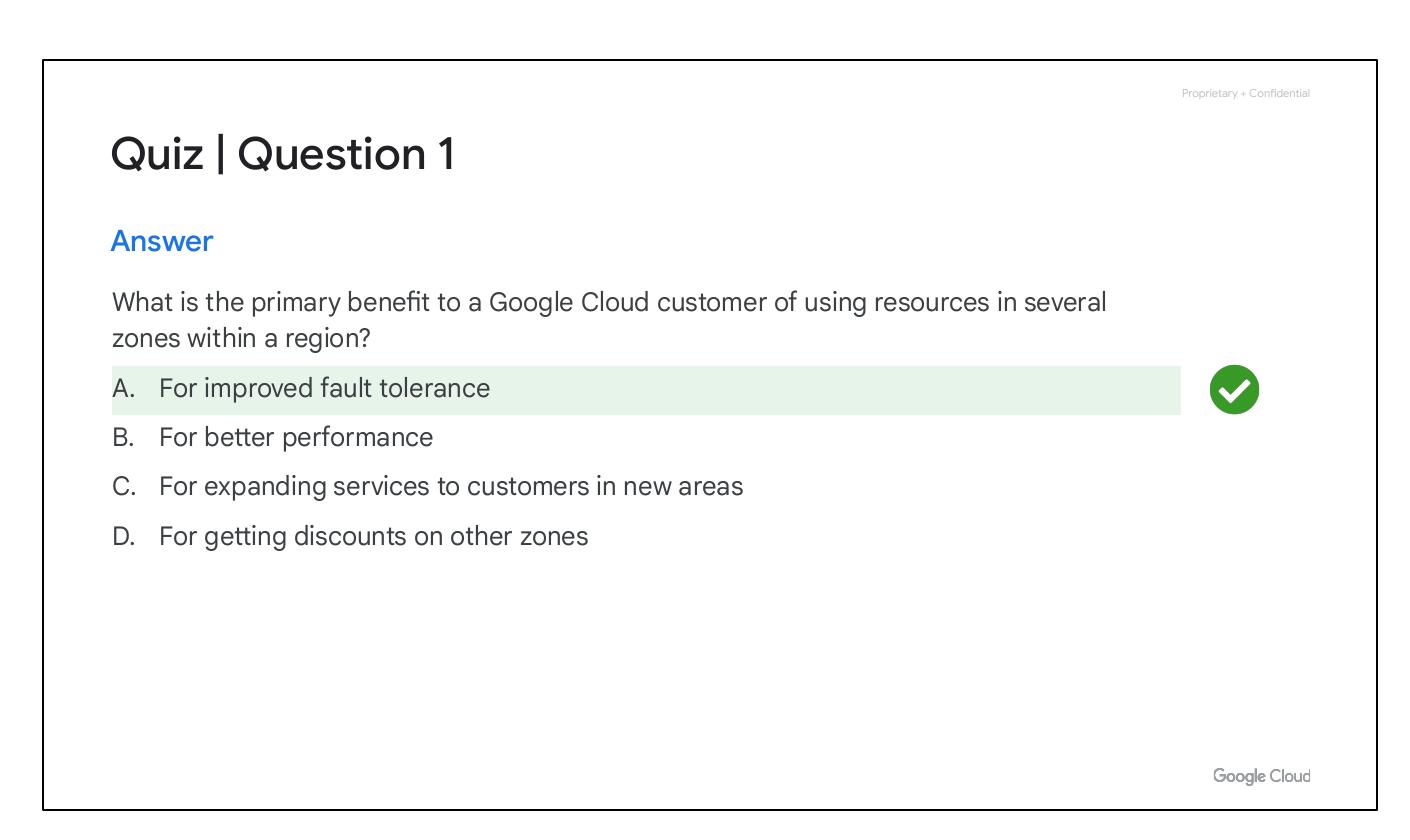 Proprietary + Confidential
Quiz | Question 1
Answer
What is the primary benefit to a Google Cloud customer of using resources in several
zones within a region?
A. For improved fault tolerance
B. For better performance
C. For expanding services to customers in new areas
D. For getting discounts on other zones
Google Cloud